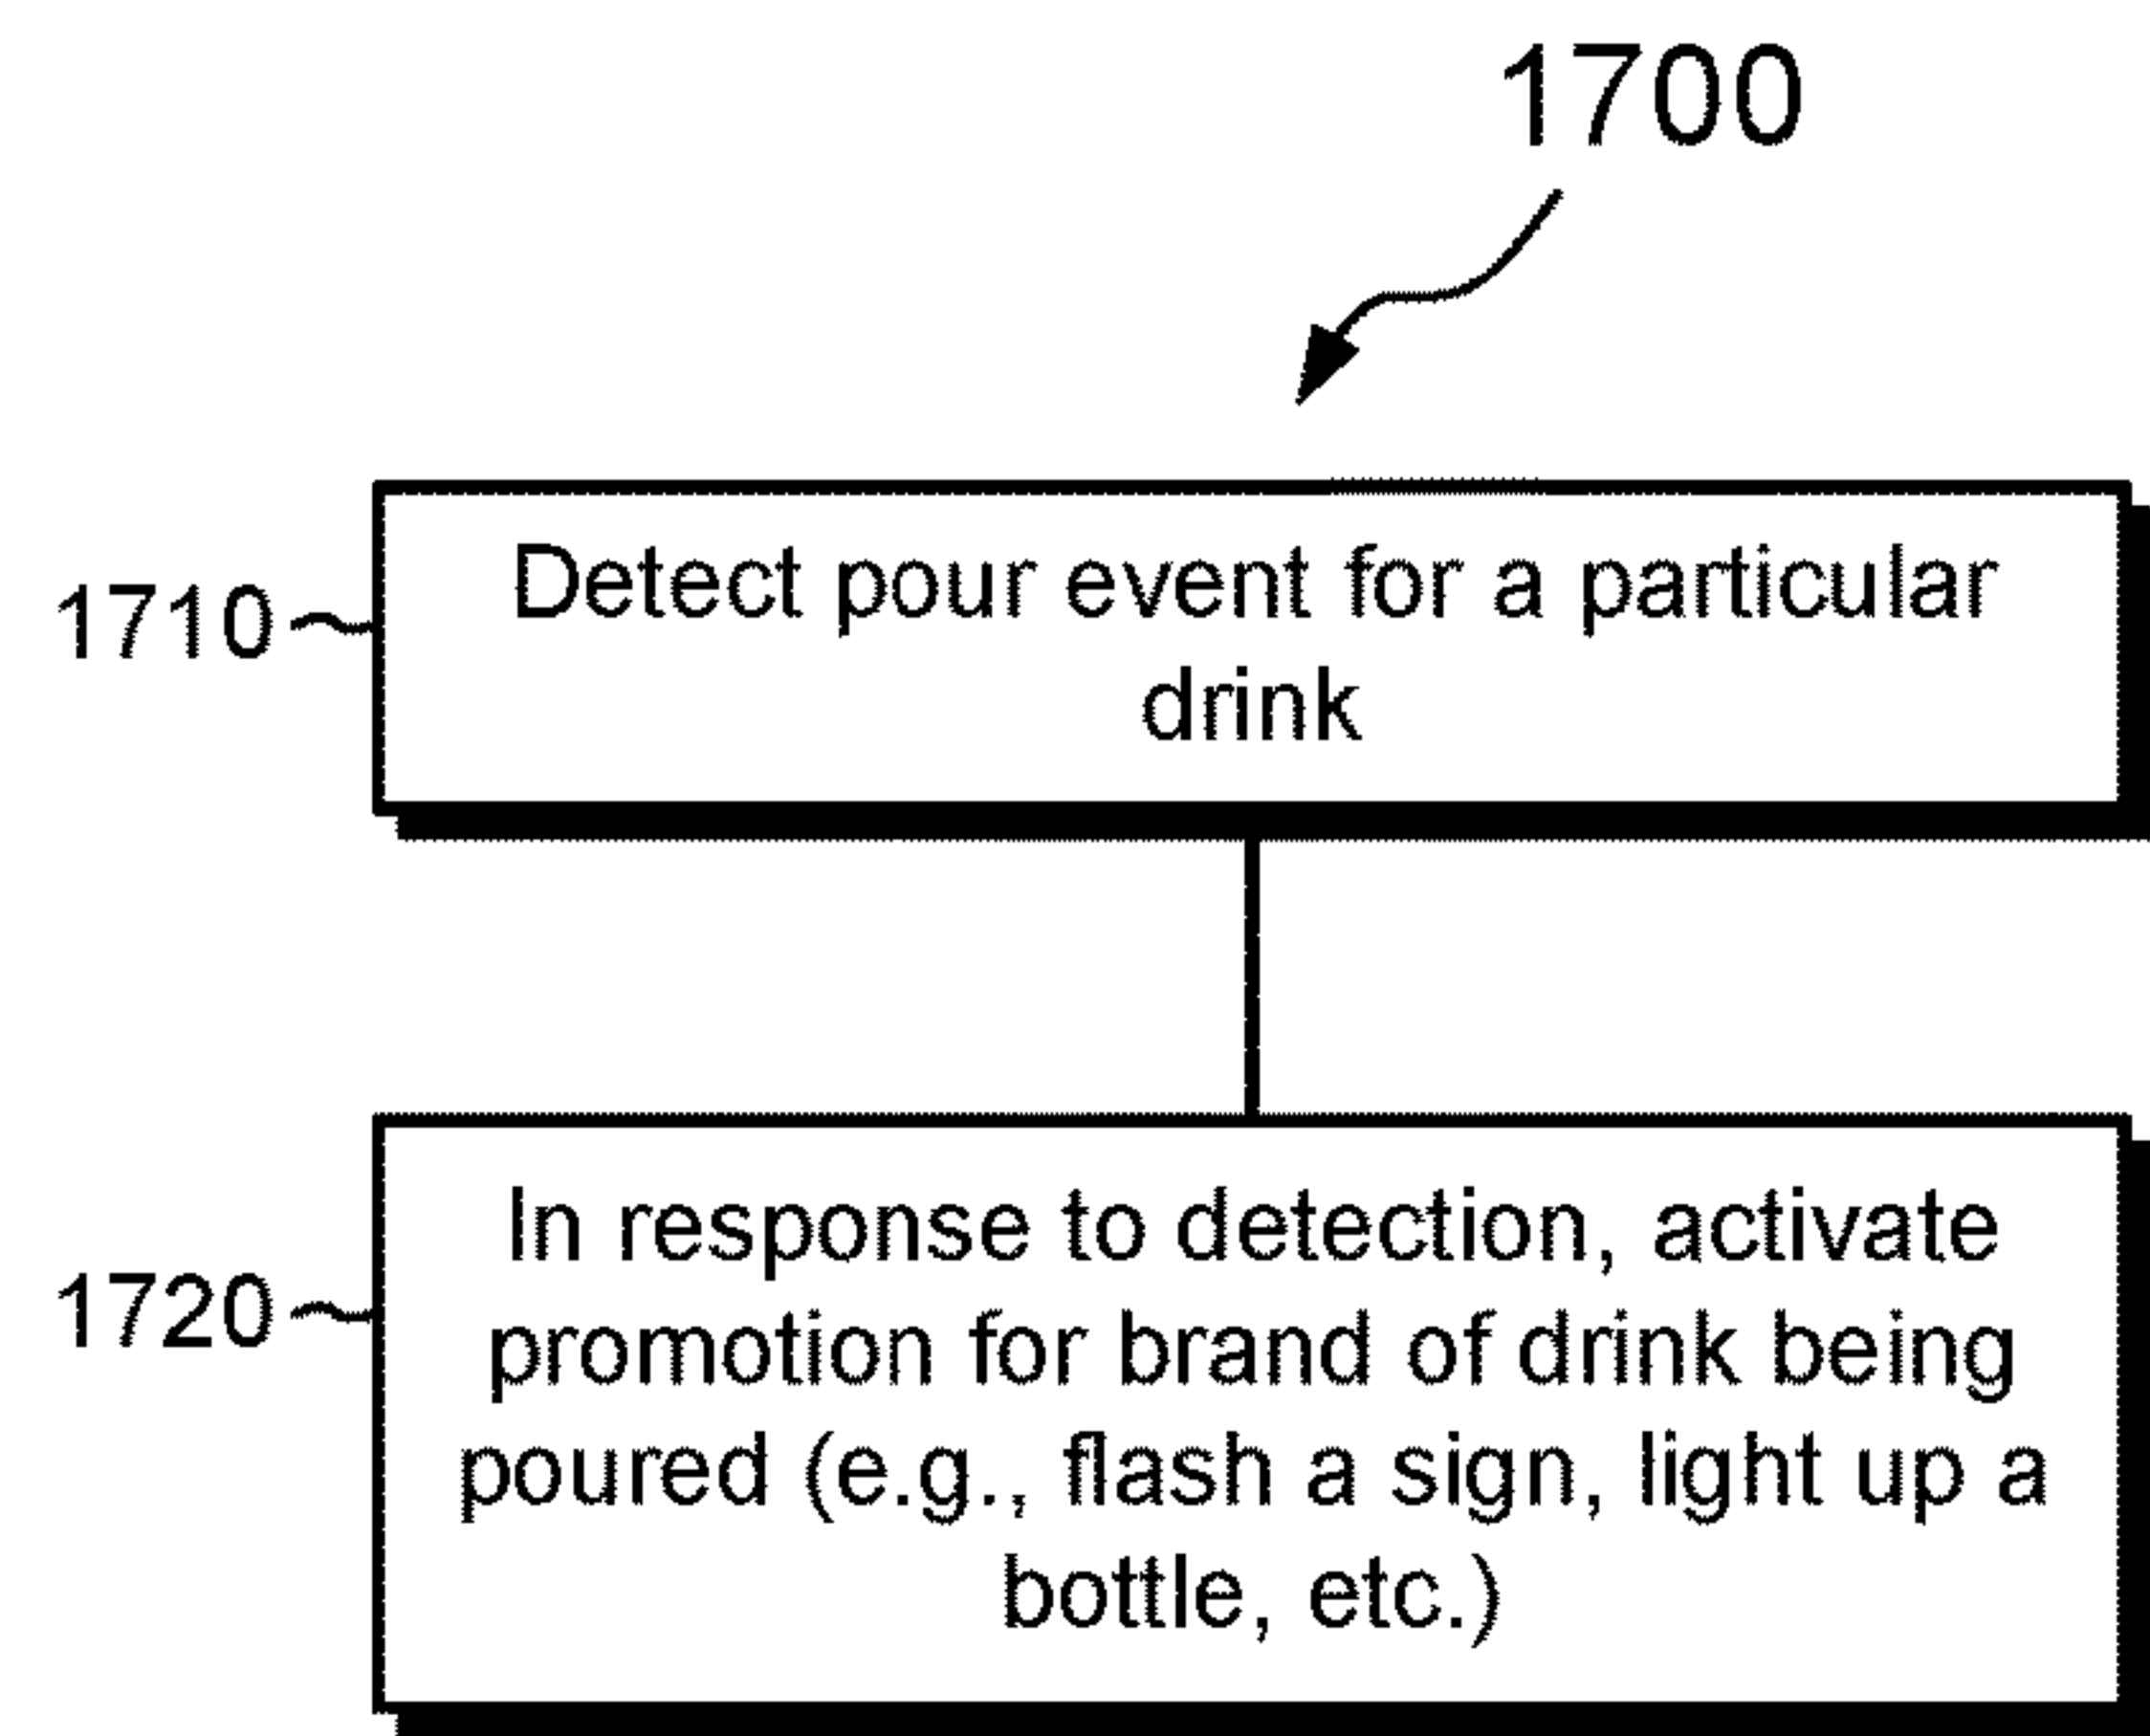 1700
1710
Detect pour event for a particular
drink
1720
In response to detection, activate
promotion for brand of drink being
poured (e.g., flash a sign, light up a
bottle, etc.)